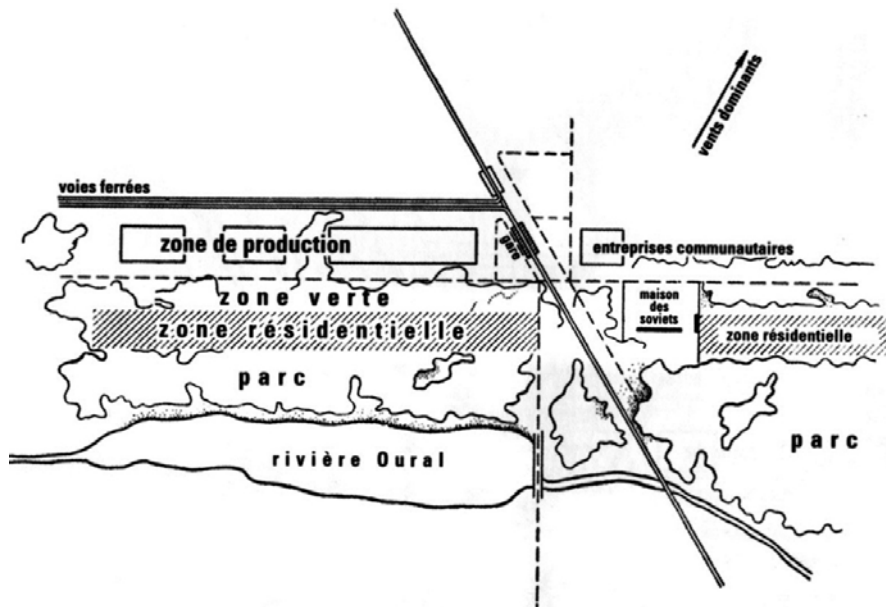 vents dominants
voies ferrées
zone de production
gare
entreprises communautaires
zone verte
maison
des
soviets
zone résidentielle
zone résidentielle
parc
parc
rivière Oural